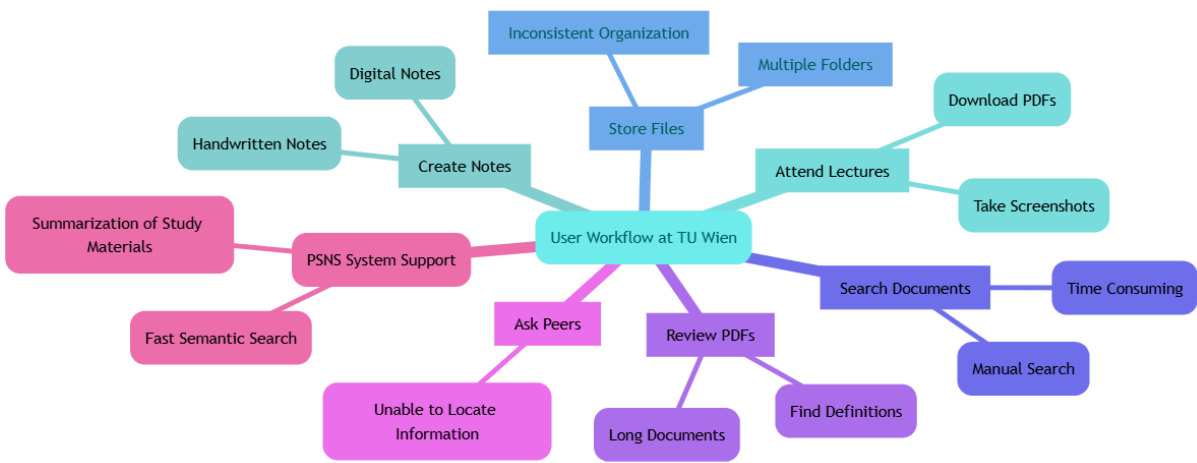 Inconsistent Organization
Multiple Folders
Store Files
Digital Notes
Handwritten Notes
Create Notes
Download PDFs
Attend Lectures
Take Screenshots
User Workflow at TU Wien
Summarization of Study
Materials
PSNS System Support
Fast Semantic Search
Ask Peers
Unable to Locate
Information
Review PDFs
Long Documents
Find Definitions
Search Documents
Time Consuming
Manual Search